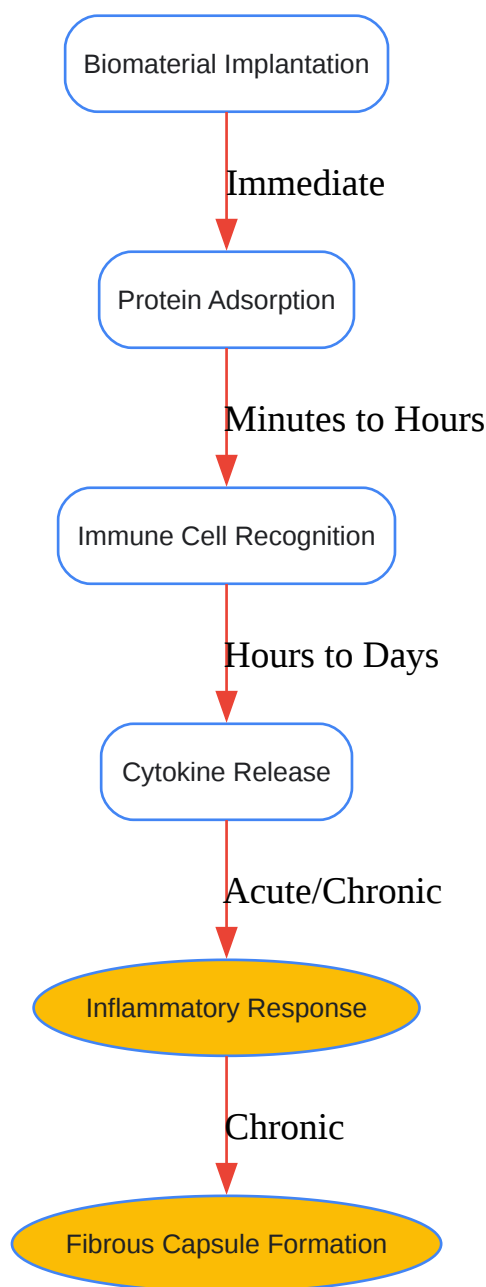 Biomaterial Implantation
Immediate
Protein Adsorption
Minutes to Hours
Immune Cell Recognition
Hours to Days
Cytokine Release
Acute/Chronic
Inflammatory Response
Chronic
Fibrous Capsule Formation